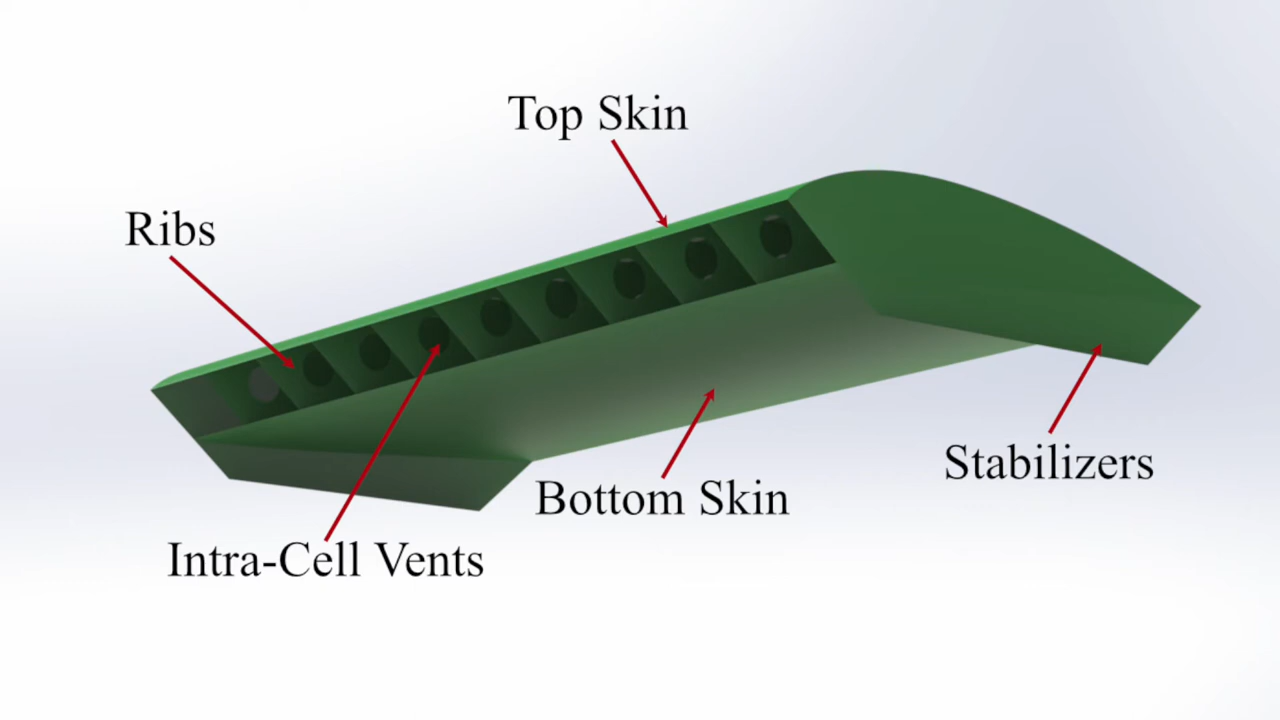 Top Skin
Ribs
Stabilizers
Bottom Skin
Intra-Cell Vents